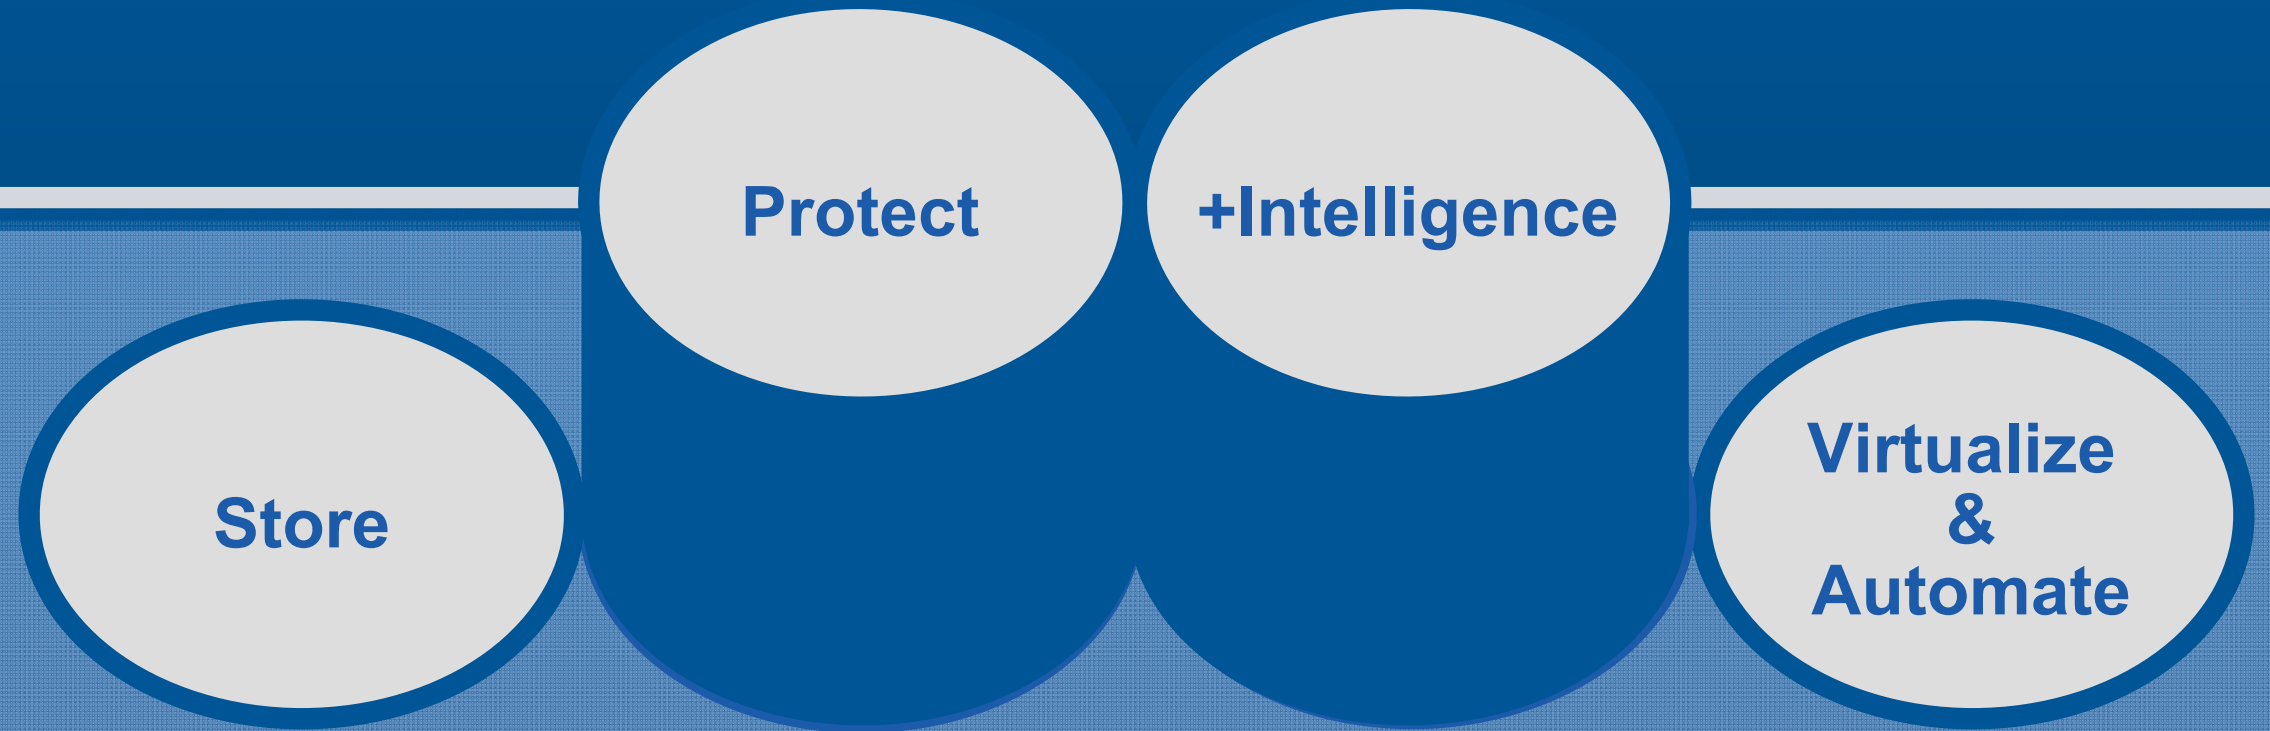 Store
Protect
+Intelligence
Virtualize
&
Automate